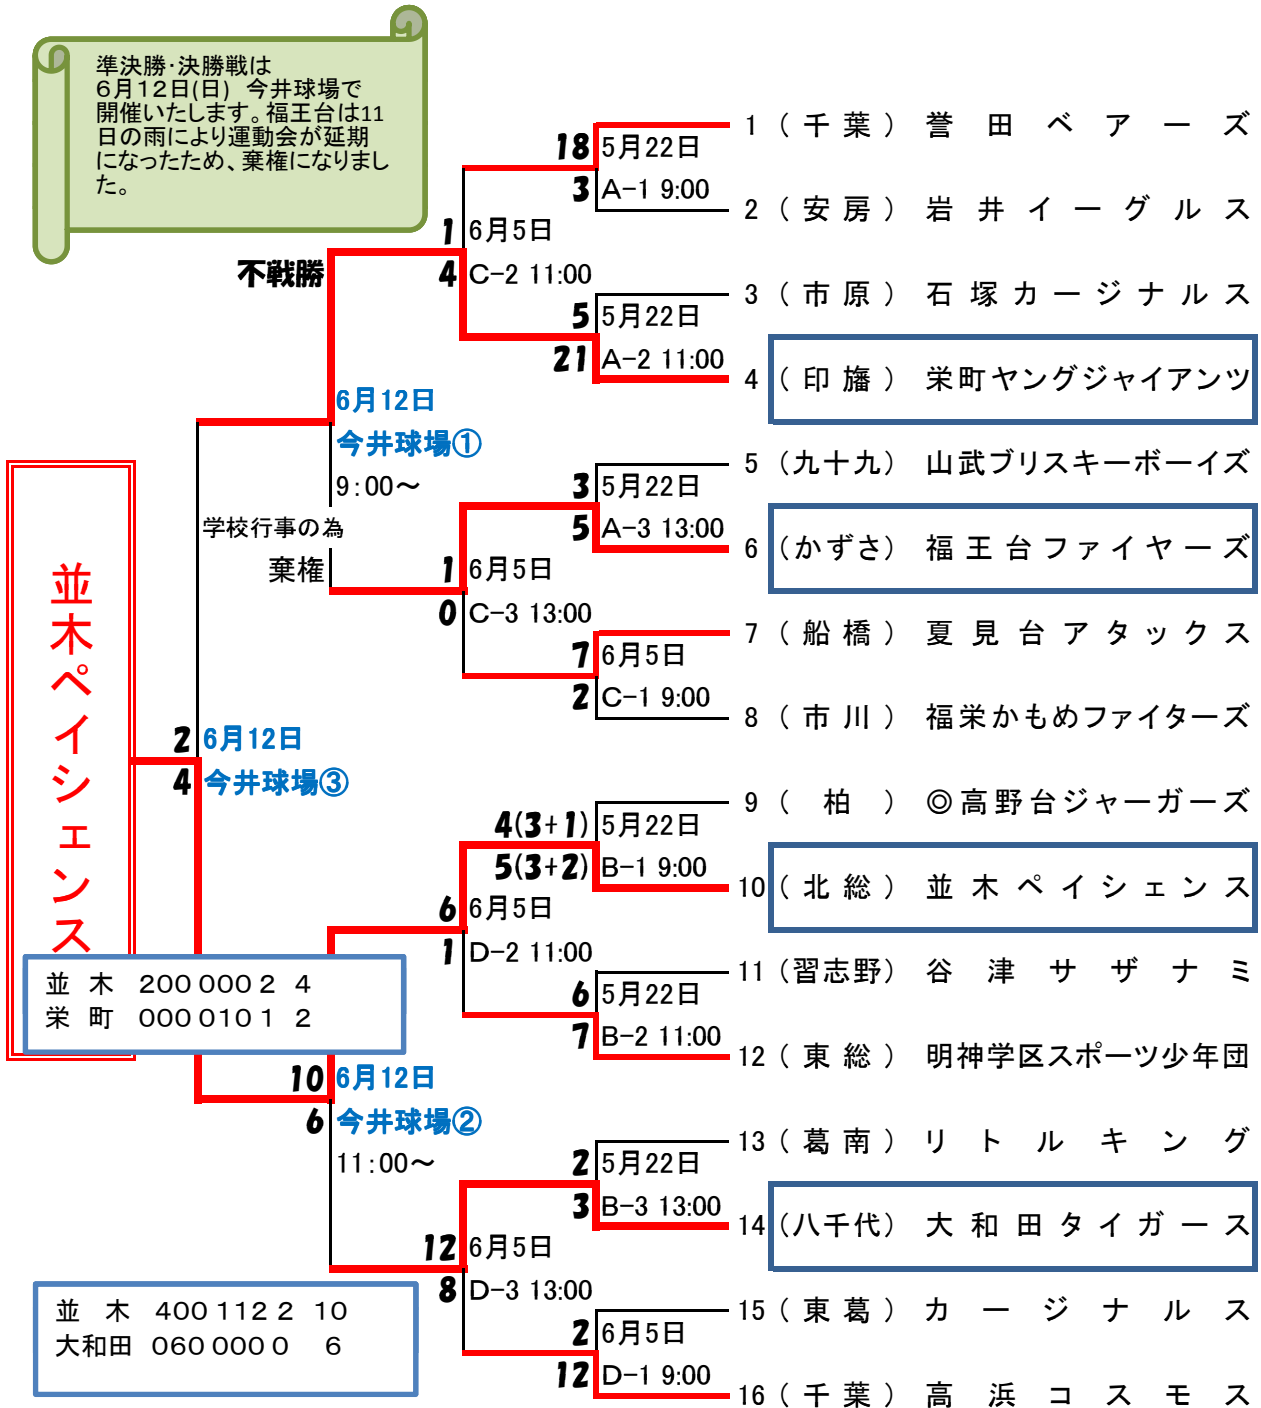 準決勝･決勝戦は
６月１２日(日)　今井球場で
開催いたします。福王台は11
日の雨により運動会が延期
になったため、棄権になりまし
た。
1 （千葉） 誉田ベアーズ
18 5月22日
3 A-1 9:00
2 （安房） 岩井イーグルス
1 6月5日
不戦勝 4 C-2 11:00
3 （市原） 石塚カージナルス
5 5月22日
21 A-2 11:00
4 （印旛） 栄町ヤングジャイアンツ
6月12日
今井球場①
9:00～
5 （九十九） 山武ブリスキーボーイズ
3 5月22日
学校行事の為
5 A-3 13:00
6 （かずさ） 福王台ファイヤーズ
棄権 1 6月5日
0 C-3 13:00
7 （船橋） 夏見台アタックス
7 6月5日
2 C-1 9:00
8 （市川） 福栄かもめファイターズ
並木ペイシェンス
2 6月12日
4 今井球場③
9 （柏） ◎高野台ジャーガーズ
4(3+1) 5月22日
5(3+2) B-1 9:00
10 （北総） 並木ペイシェンス
6 6月5日
1 D-2 11:00
11 （習志野） 谷津サザナミ
6 5月22日
7 B-2 11:00
12 （東総） 明神学区スポーツ少年団
並　木　200 000 2　4
栄　町　000 010 1　2
10 6月12日
6 今井球場②
11:00～
13 （葛南） リトルキング
2 5月22日
3 B-3 13:00
14 （八千代） 大和田タイガース
12 6月5日
8 D-3 13:00
15 （東葛） カージナルス
2 6月5日
12 D-1 9:00
16 （千葉） 高浜コスモス
並　木　400 112 2　10
大和田　060 000 0　6